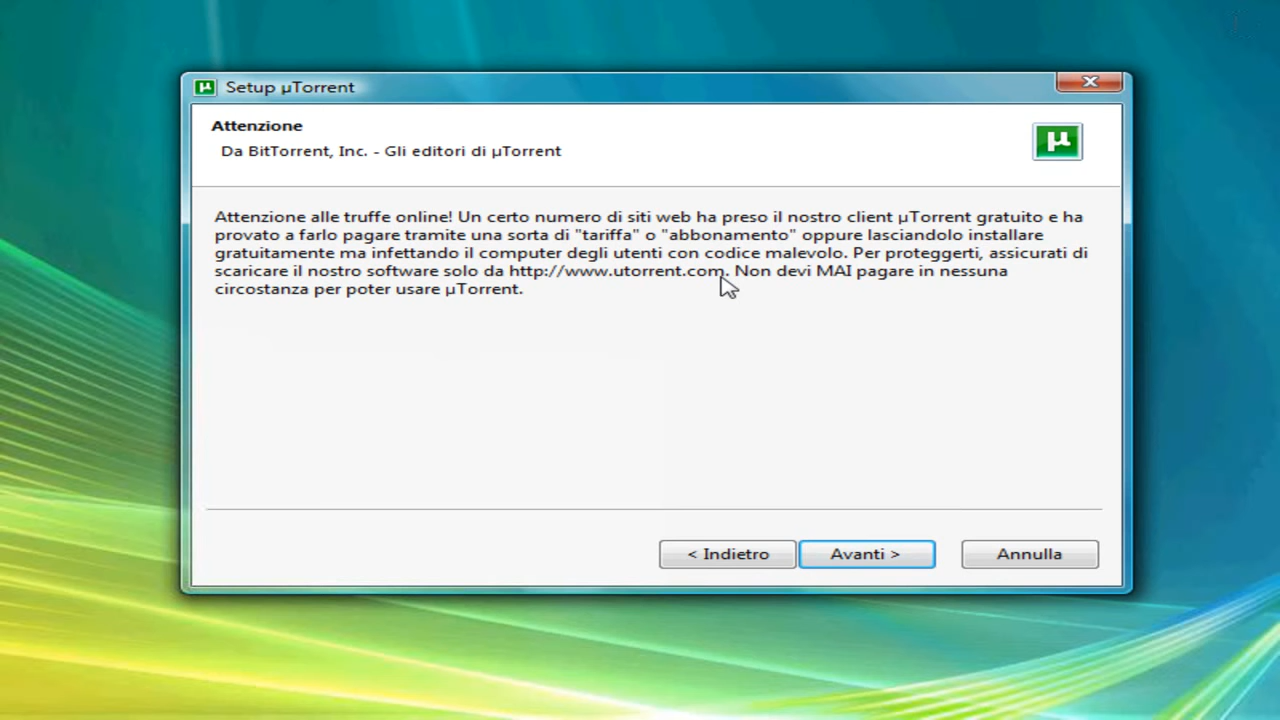 Setup µTorrent
Attenzione
Da BitTorrent, Inc. - Gli editori di µTorrent
µ
Attenzione alle truffe online! Un certo numero di siti web ha preso il nostro client µTorrent gratuito e ha
provato a farlo pagare tramite una sorta di "tariffa" o "abbonamento" oppure lasciandolo installare
gratuitamente ma infettando il computer degli utenti con codice malevolo. Per proteggerti, assicurati di
scaricare il nostro software solo da http://www.utorrent.com. Non devi MAI pagare in nessuna
circostanza per poter usare µTorrent.
< Indietro
Avanti >
Annulla